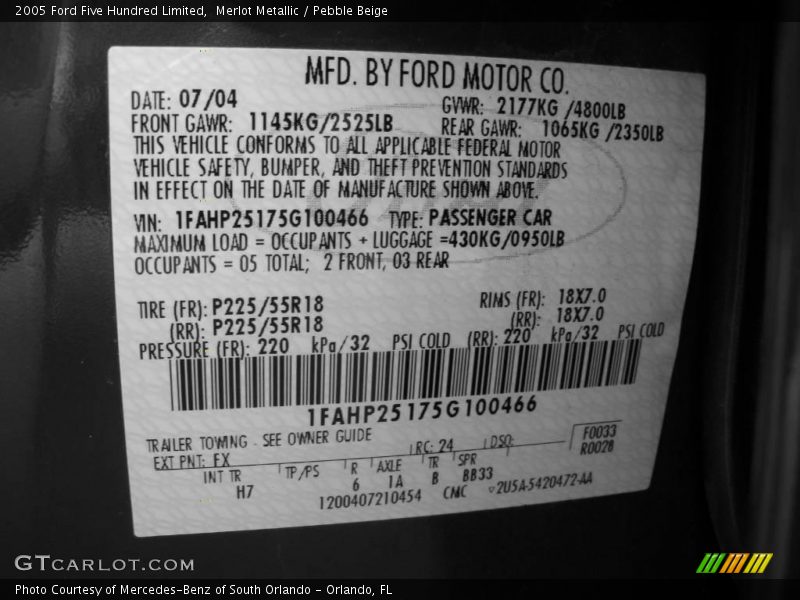 2005 Ford Five Hundred Limited,  Merlot Metallic / Pebble Beige
MFD. BY FORD MOTOR CO.
DATE: 07/04 GVWR: 2177KG /4800LB
FRONT GAWR: 1145KG/2525LB REAR GAWR: 1065KG /2350LB
THIS VEHICLE CONFORMS TO ALL APPLICABLE FEDERAL MOTOR
VEHICLE SAFETY, BUMPER, AND THEFT PREVENTION STANDARDS
IN EFFECT ON THE DATE OF MANUFACTURE SHOWN ABOVE.
VIN: 1FAHP25175G100466 TYPE: PASSENGER CAR
MAXIMUM LOAD = OCCUPANTS + LUGGAGE =430KG/0950LB
OCCUPANTS = 05 TOTAL; 2 FRONT, 03 REAR
TIRE (FR): P225/55R18 RIMS (FR): 18X7.0
(RR): P225/55R18 (RR): 18X7.0
PRESSURE (FR): 220 kPa/32 PSI COLD (RR): 220 kPa/32 PSI COLD
1FAHP25175G100466
TRAILER TOWING - SEE OWNER GUIDE
EXT PNT: FX RC: 24 DSO: F0033
R0028
INT TR TP/PS R AXLE TR SPR
H7 6 1A B BB33
1200407210454 CMC 2U5A-5420472-AA
GTCARLOT.COM
Photo Courtesy of Mercedes-Benz of South Orlando - Orlando, FL